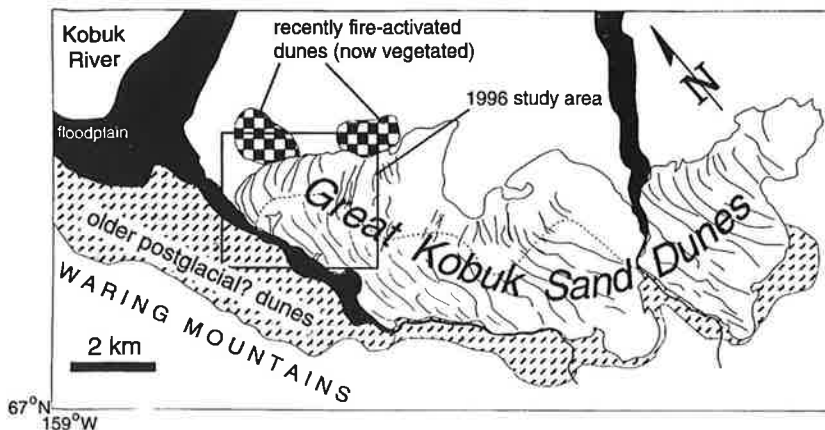 Kobuk
River
recently fire-activated
dunes (now vegetated)
1996 study area
N
floodplain
Great Kobuk Sand Dunes
older postglacial? dunes
WARING MOUNTAINS
2 km
67°N
159°W